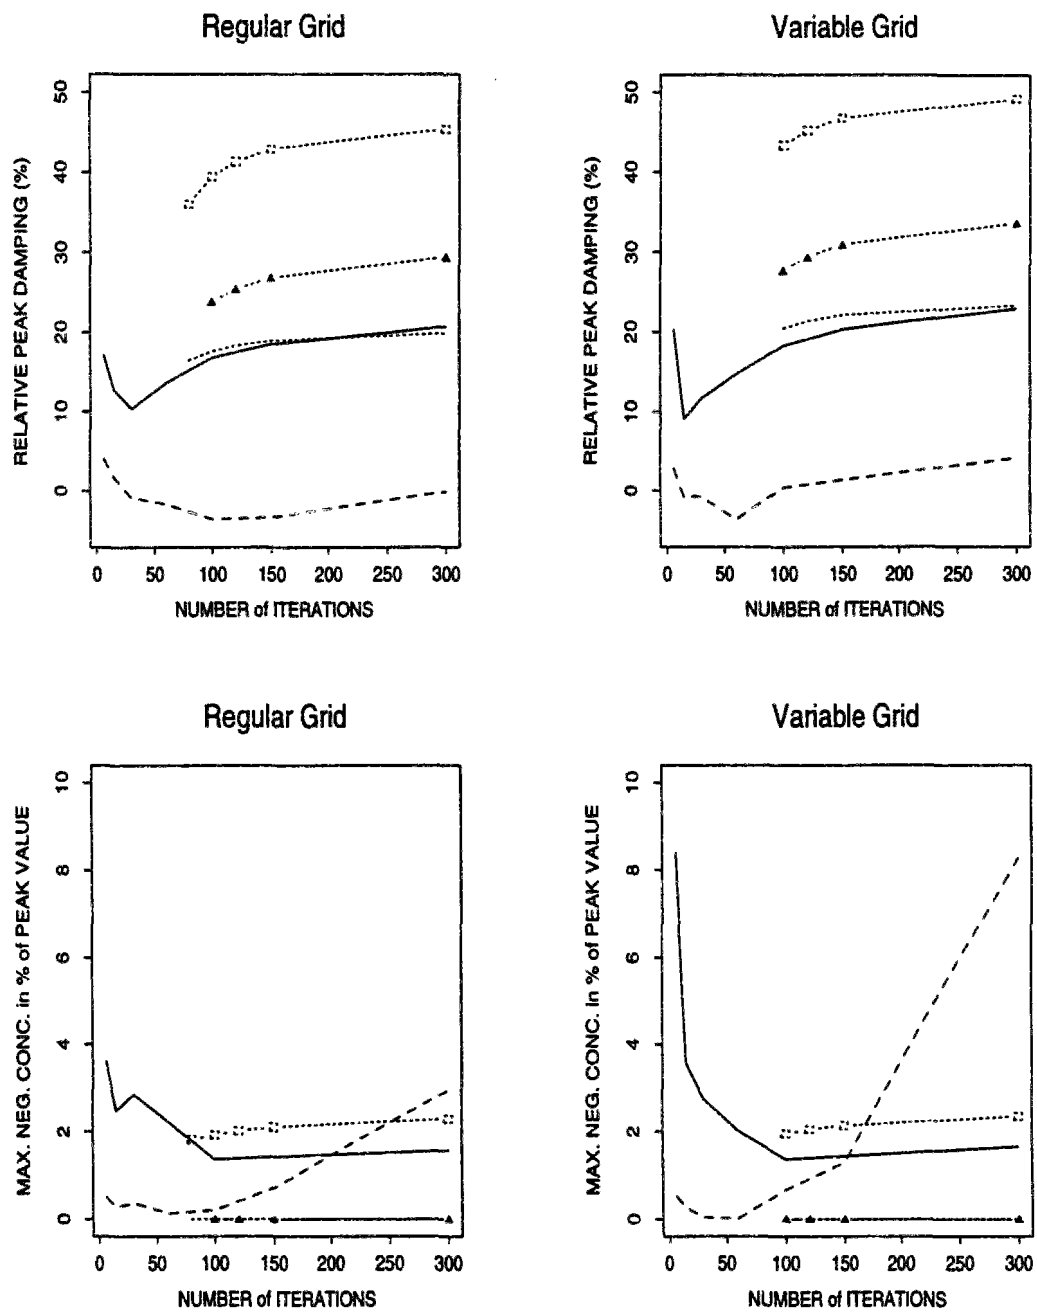 Regular Grid
RELATIVE PEAK DAMPING (%)
50
40
30
20
10
0
0 50 100 150 200 250 300
NUMBER of ITERATIONS
Variable Grid
RELATIVE PEAK DAMPING (%)
50
40
30
20
10
0
0 50 100 150 200 250 300
NUMBER of ITERATIONS
Regular Grid
MAX. NEG. CONC. in % of PEAK VALUE
10
8
6
4
2
0
0 50 100 150 200 250 300
NUMBER of ITERATIONS
Variable Grid
MAX. NEG. CONC. in % of PEAK VALUE
10
8
6
4
2
0
0 50 100 150 200 250 300
NUMBER of ITERATIONS